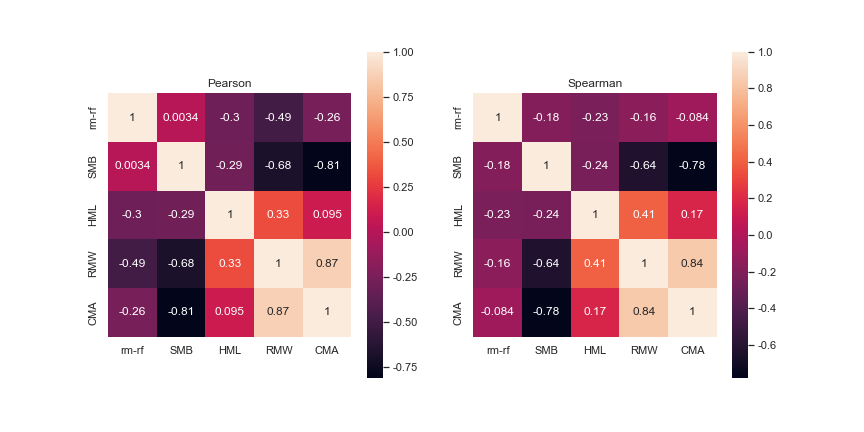 Pearson
rm-rf 1 0.0034 -0.3 -0.49 -0.26
SMB 0.0034 1 -0.29 -0.68 -0.81
HML -0.3 -0.29 1 0.33 0.095
RMW -0.49 -0.68 0.33 1 0.87
CMA -0.26 -0.81 0.095 0.87 1
rm-rf SMB HML RMW CMA
1.00
0.75
0.50
0.25
0.00
-0.25
-0.50
-0.75
Spearman
rm-rf 1 -0.18 -0.23 -0.16 -0.084
SMB -0.18 1 -0.24 -0.64 -0.78
HML -0.23 -0.24 1 0.41 0.17
RMW -0.16 -0.64 0.41 1 0.84
CMA -0.084 -0.78 0.17 0.84 1
rm-rf SMB HML RMW CMA
1.0
0.8
0.6
0.4
0.2
0.0
-0.2
-0.4
-0.6